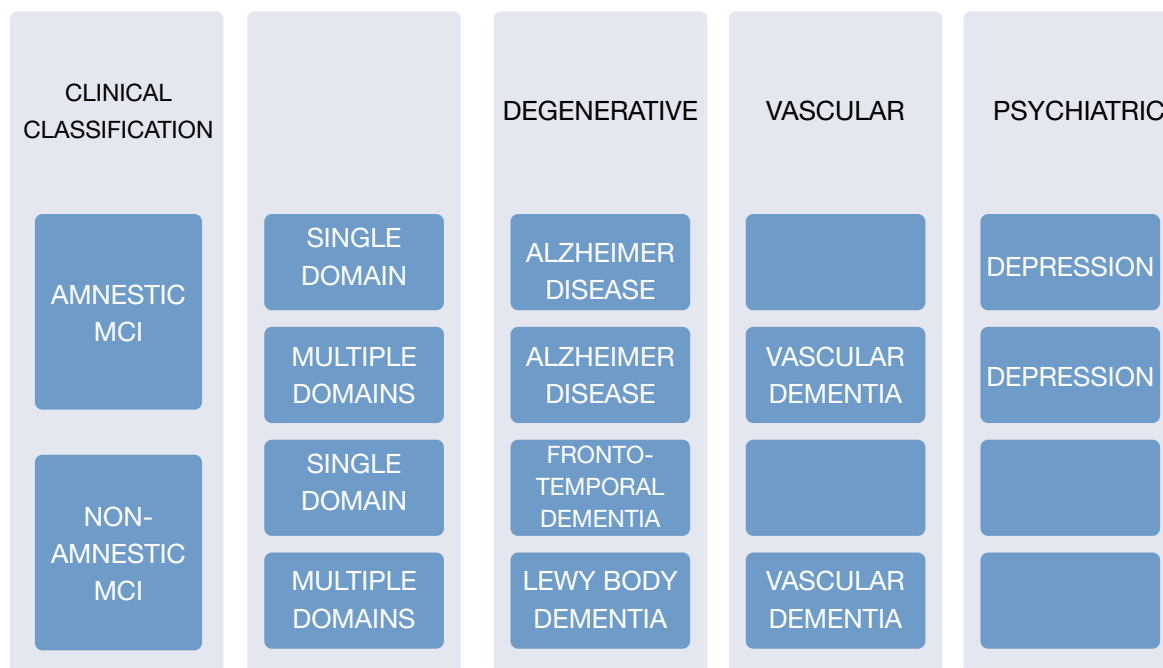 CLINICAL
CLASSIFICATION
DEGENERATIVE
VASCULAR
PSYCHIATRIC
AMNESTIC
MCI
SINGLE
DOMAIN
ALZHEIMER
DISEASE
DEPRESSION
MULTIPLE
DOMAINS
ALZHEIMER
DISEASE
VASCULAR
DEMENTIA
DEPRESSION
NON-
AMNESTIC
MCI
SINGLE
DOMAIN
FRONTO-
TEMPORAL
DEMENTIA
MULTIPLE
DOMAINS
LEWY BODY
DEMENTIA
VASCULAR
DEMENTIA